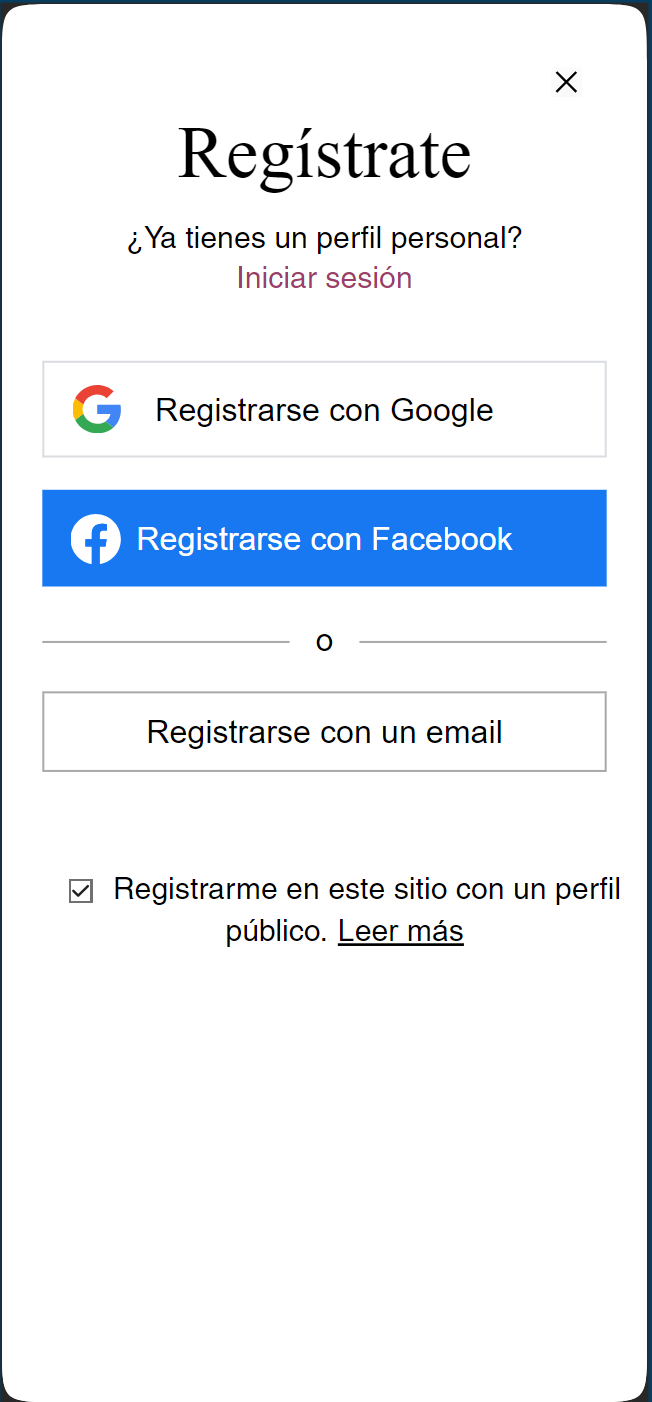 Regístrate
¿Ya tienes un perfil personal?
Iniciar sesión
Registrarse con Google
Registrarse con Facebook
o
Registrarse con un email
Registrarme en este sitio con un perfil
público. Leer más